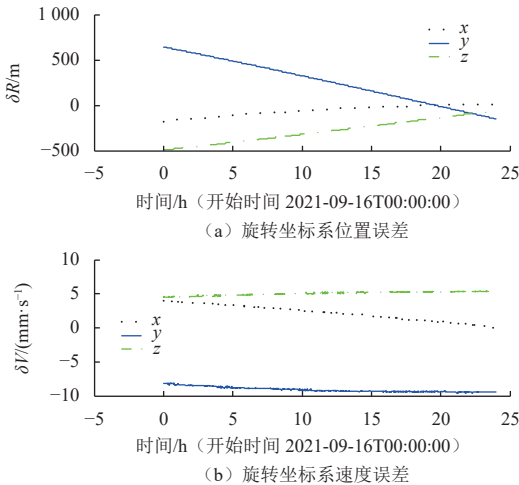 1 000
500
0
−500
δR/m
x
y
z
−5 0 5 10 15 20 25
时间/h（开始时间 2021-09-16T00:00:00）
（a）旋转坐标系位置误差
10
5
0
−5
−10
δV/(mm·s⁻¹)
x
y
z
−5 0 5 10 15 20 25
时间/h（开始时间 2021-09-16T00:00:00）
（b）旋转坐标系速度误差